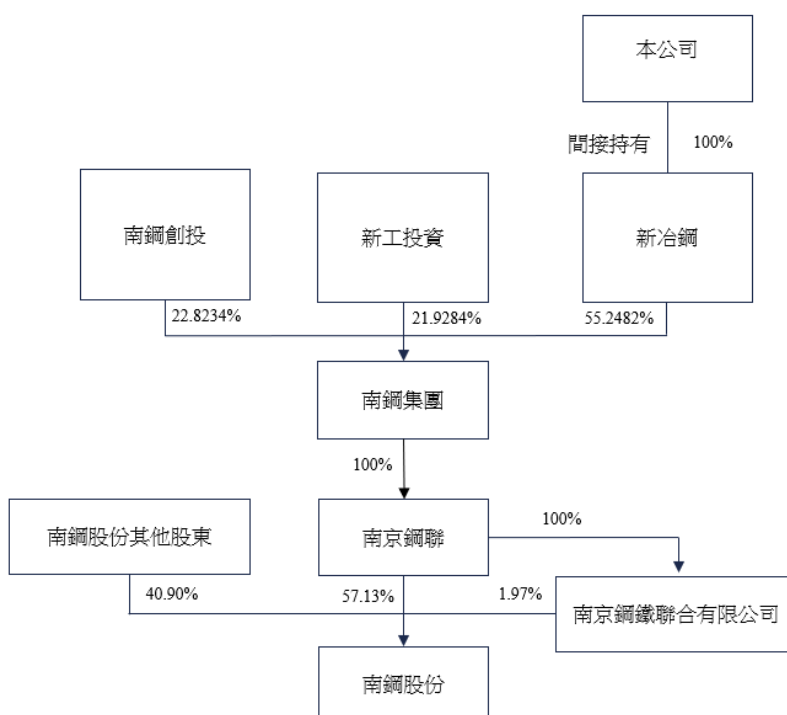 本公司
間接持有 100%
南鋼創投
新工投資
新冶鋼
22.8234%
21.9284%
55.2482%
南鋼集團
100%
南鋼股份其他股東
南京鋼聯
100%
40.90%
57.13%
1.97%
南京鋼鐵聯合有限公司
南鋼股份